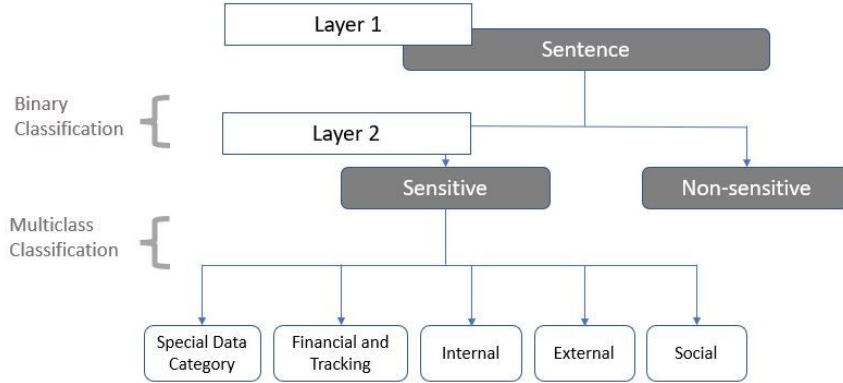 Layer 1
Sentence
Binary
Classification
Layer 2
Sensitive
Non-sensitive
Multiclass
Classification
Special Data
Category
Financial and
Tracking
Internal
External
Social